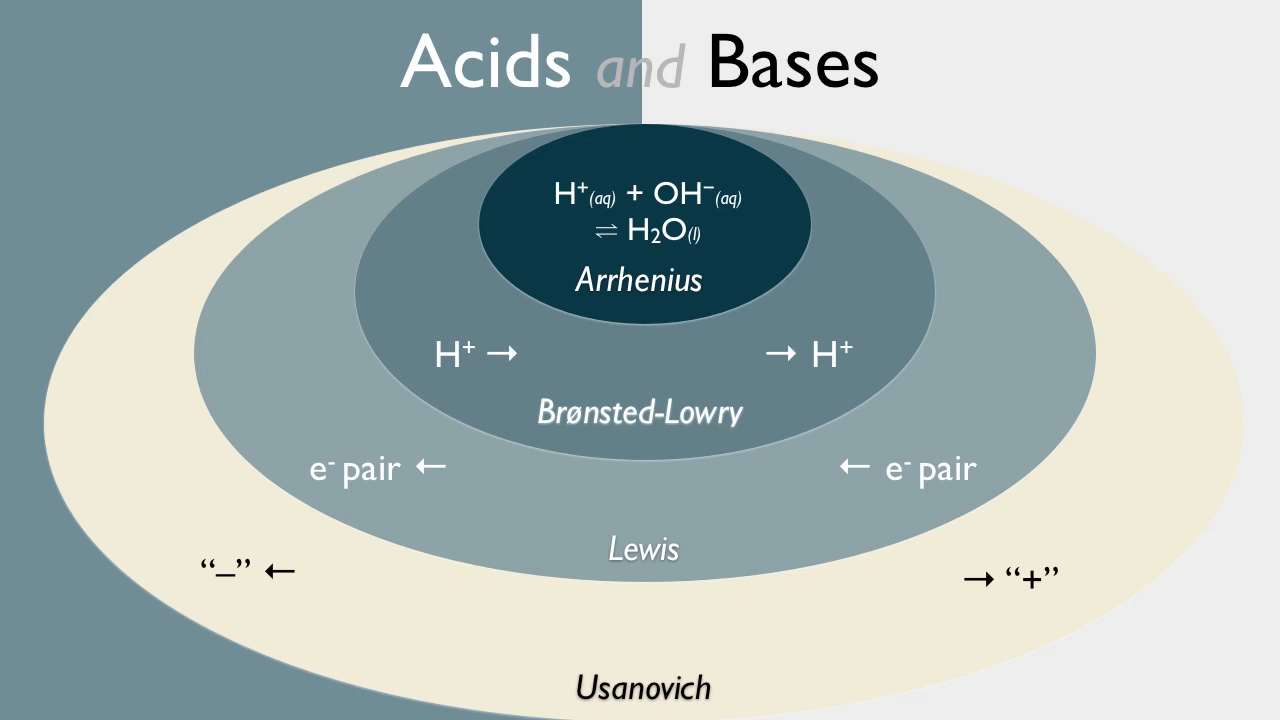 Acids and Bases
H⁺(aq) + OH⁻(aq)
⇌ H₂O(l)
Arrhenius
H⁺ → → H⁺
Brønsted-Lowry
e⁻ pair ← ← e⁻ pair
Lewis
“–” ← → “+”
Usanovich